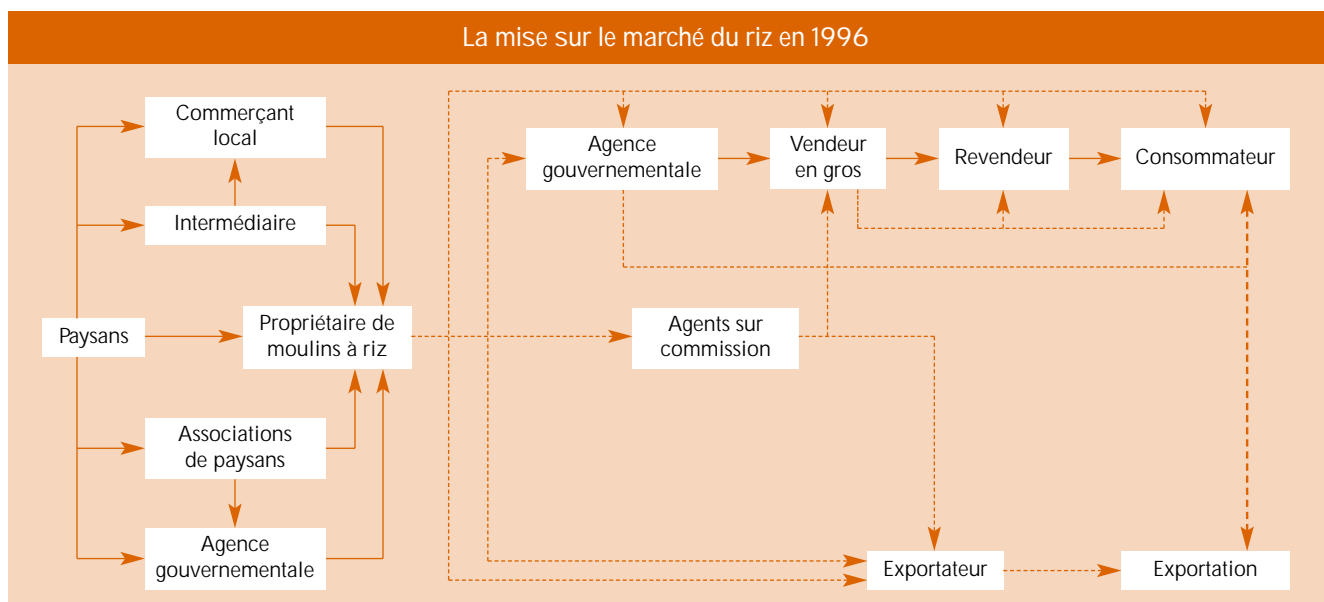 La mise sur le marché du riz en 1996
Commerçant
local
Intermédiaire
Paysans
Propriétaire de
moulins à riz
Associations
de paysans
Agence
gouvernementale
Agence
gouvernementale
Vendeur
en gros
Revendeur
Consommateur
Agents sur
commission
Exportateur
Exportation